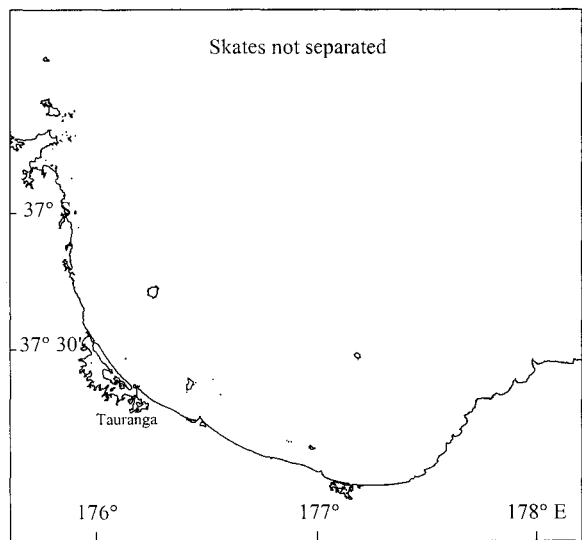 Skates not separated
37°
37° 30'
Tauranga
176° 177° 178° E